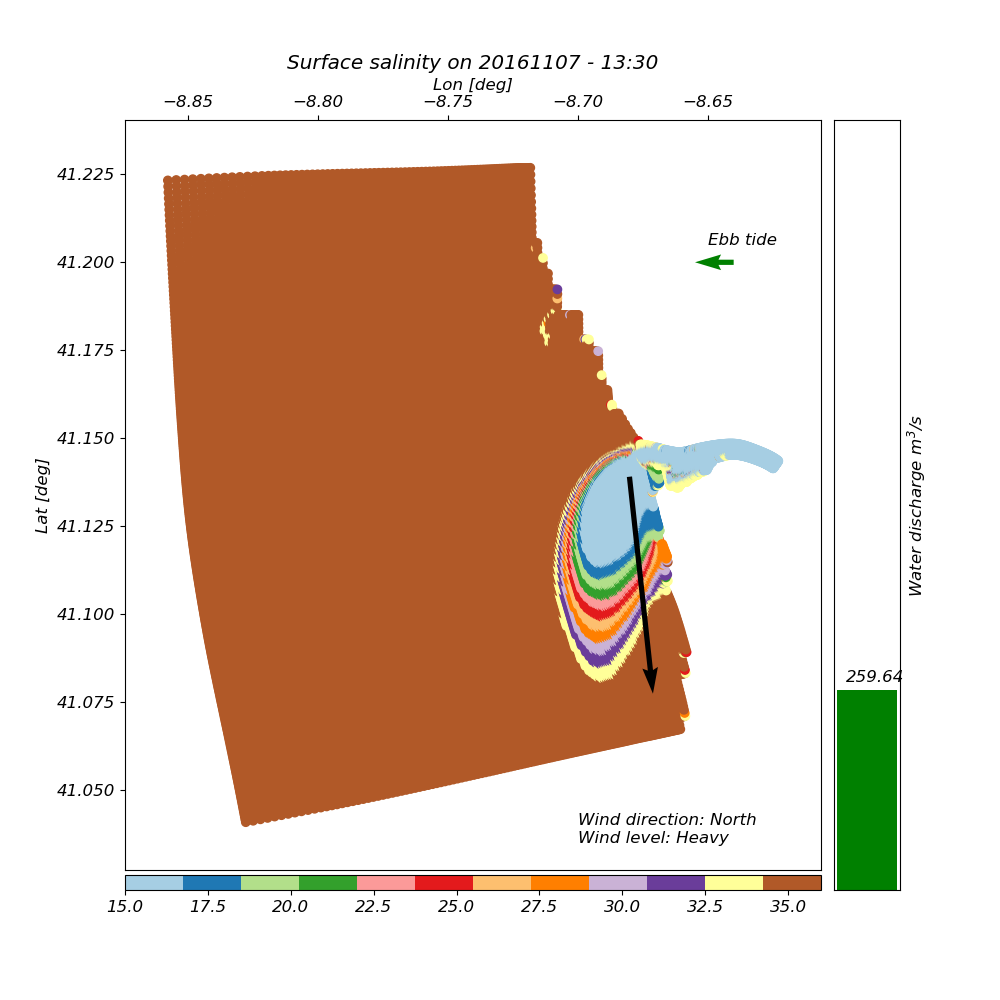 Surface salinity on 20161107 - 13:30
Lon [deg]
−8.85 −8.80 −8.75 −8.70 −8.65
41.225
41.200
41.175
41.150
41.125
41.100
41.075
41.050
Lat [deg]
Ebb tide
Wind direction: North
Wind level: Heavy
259.64
Water discharge m³/s
15.0 17.5 20.0 22.5 25.0 27.5 30.0 32.5 35.0